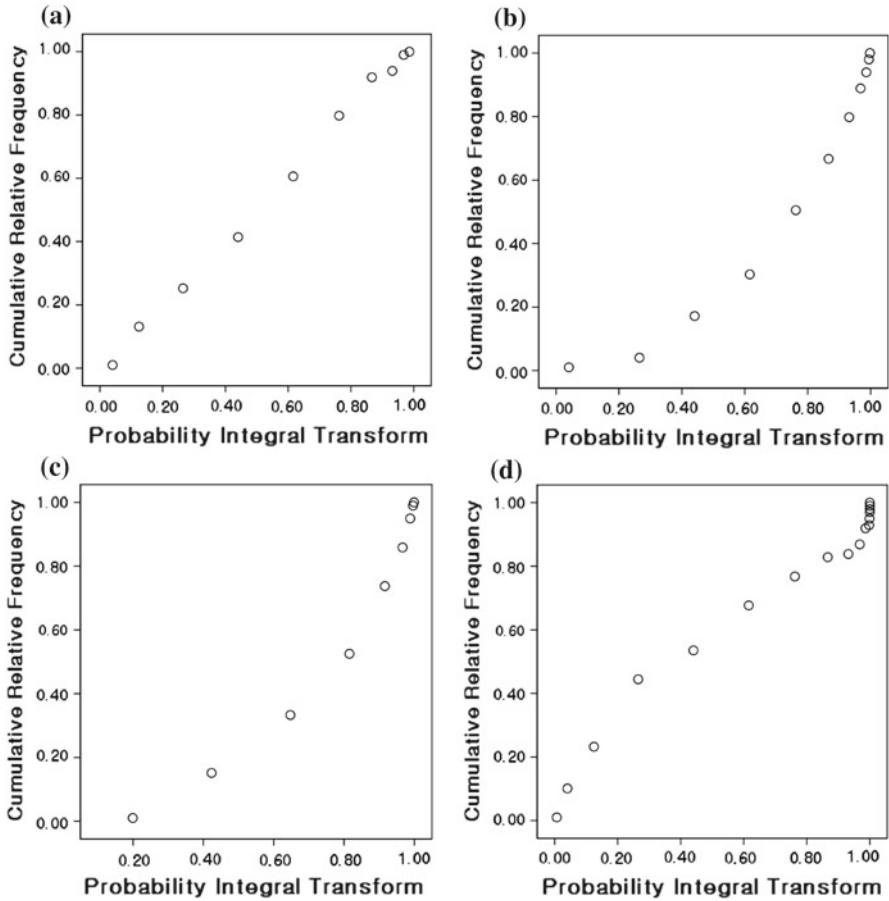 (a)
1.00
0.80
0.60
0.40
0.20
0.00
Cumulative Relative Frequency
0.00 0.20 0.40 0.60 0.80 1.00
Probability Integral Transform
(b)
1.00
0.80
0.60
0.40
0.20
0.00
Cumulative Relative Frequency
0.00 0.20 0.40 0.60 0.80 1.00
Probability Integral Transform
(c)
1.00
0.80
0.60
0.40
0.20
0.00
Cumulative Relative Frequency
0.20 0.40 0.60 0.80 1.00
Probability Integral Transform
(d)
1.00
0.80
0.60
0.40
0.20
0.00
Cumulative Relative Frequency
0.00 0.20 0.40 0.60 0.80 1.00
Probability Integral Transform